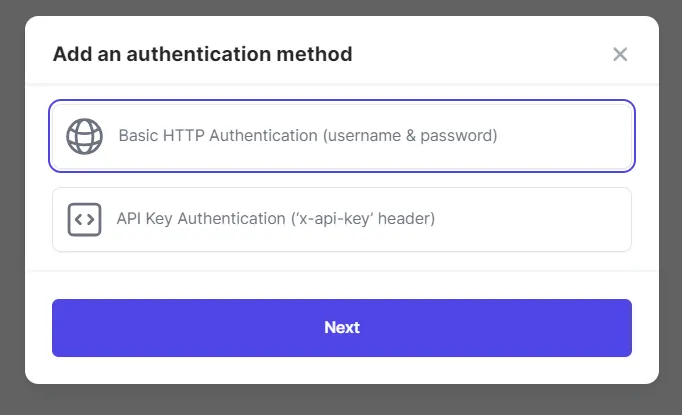 Add an authentication method
Basic HTTP Authentication (username & password)
API Key Authentication (‘x-api-key’ header)
Next